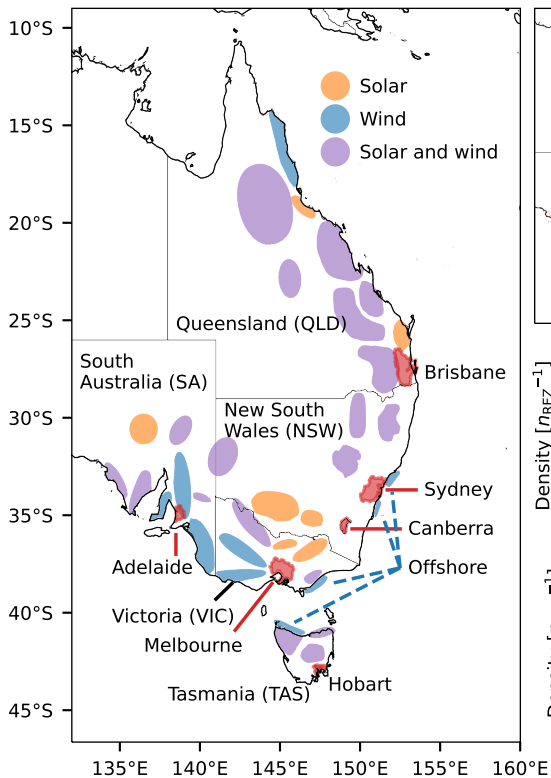 10°S
15°S
20°S
25°S
30°S
35°S
40°S
45°S
135°E
140°E
145°E
150°E
155°E
160°E
Solar
Wind
Solar and wind
Queensland (QLD)
South
Australia (SA)
New South
Wales (NSW)
Brisbane
Sydney
Canberra
Offshore
Adelaide
Victoria (VIC)
Melbourne
Tasmania (TAS)
Hobart
Density [n_REZ^-1]